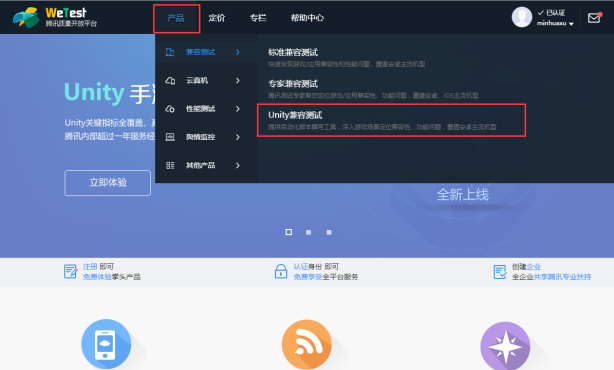 WeTest
腾讯质量开放平台
产品
定价
专栏
帮助中心
已认证
minhuaxu
兼容测试
云真机
性能测试
舆情监控
其他产品
标准兼容测试
快速发现游戏/应用兼容性和性能问题,覆盖安卓主流机型
专家兼容测试
腾讯测试专家帮您定位游戏/应用兼容性、功能问题,覆盖安卓、iOS主流机型
Unity兼容测试
提供自动化脚本编写工具,深入游戏场景定位兼容性、功能问题,覆盖安卓主流机型
Unity 手
Unity关键指标全覆盖,
腾讯内部超过一年服务经
立即体验
全新上线
注册 即可
免费体验拳头产品
认证身份 即可
免费享受全平台服务
创建企业
全企业共享腾讯专业扶持